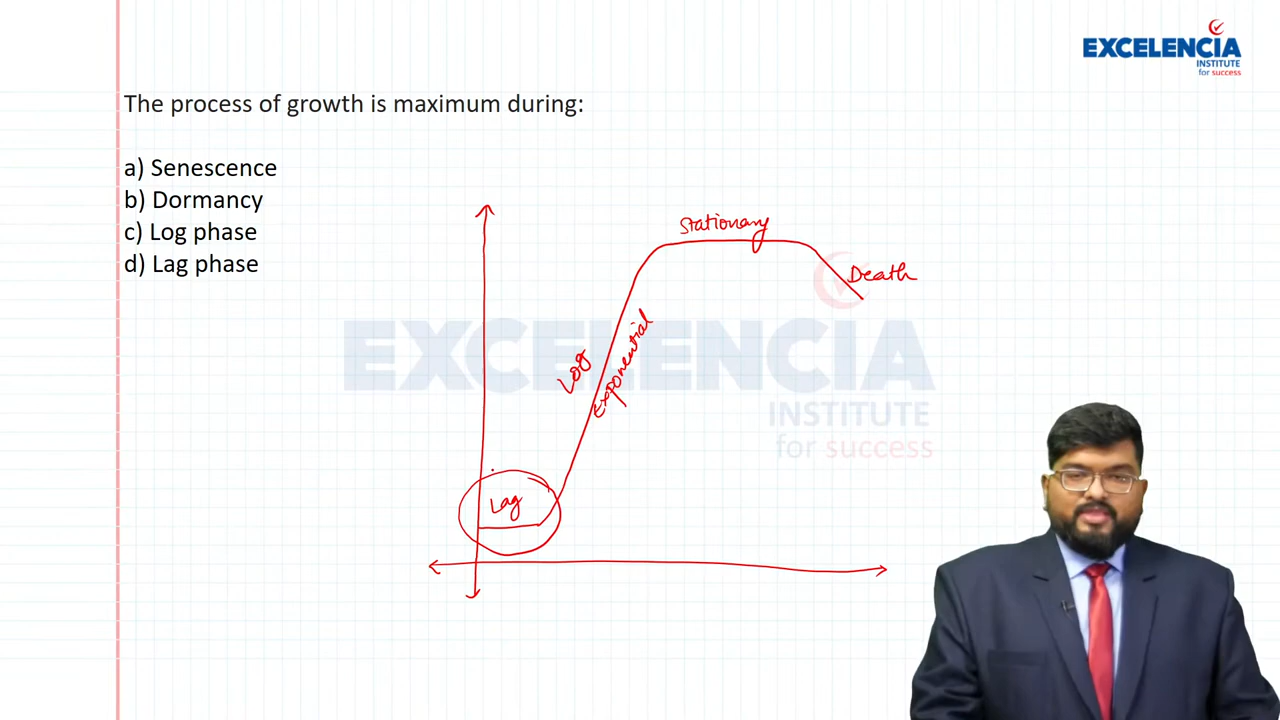 EXCELENCIA
INSTITUTE
for success
The process of growth is maximum during:
a) Senescence
b) Dormancy
c) Log phase
d) Lag phase
Stationary
Death
Log
Exponential
Lag
EXCELENCIA
INSTITUTE
for success